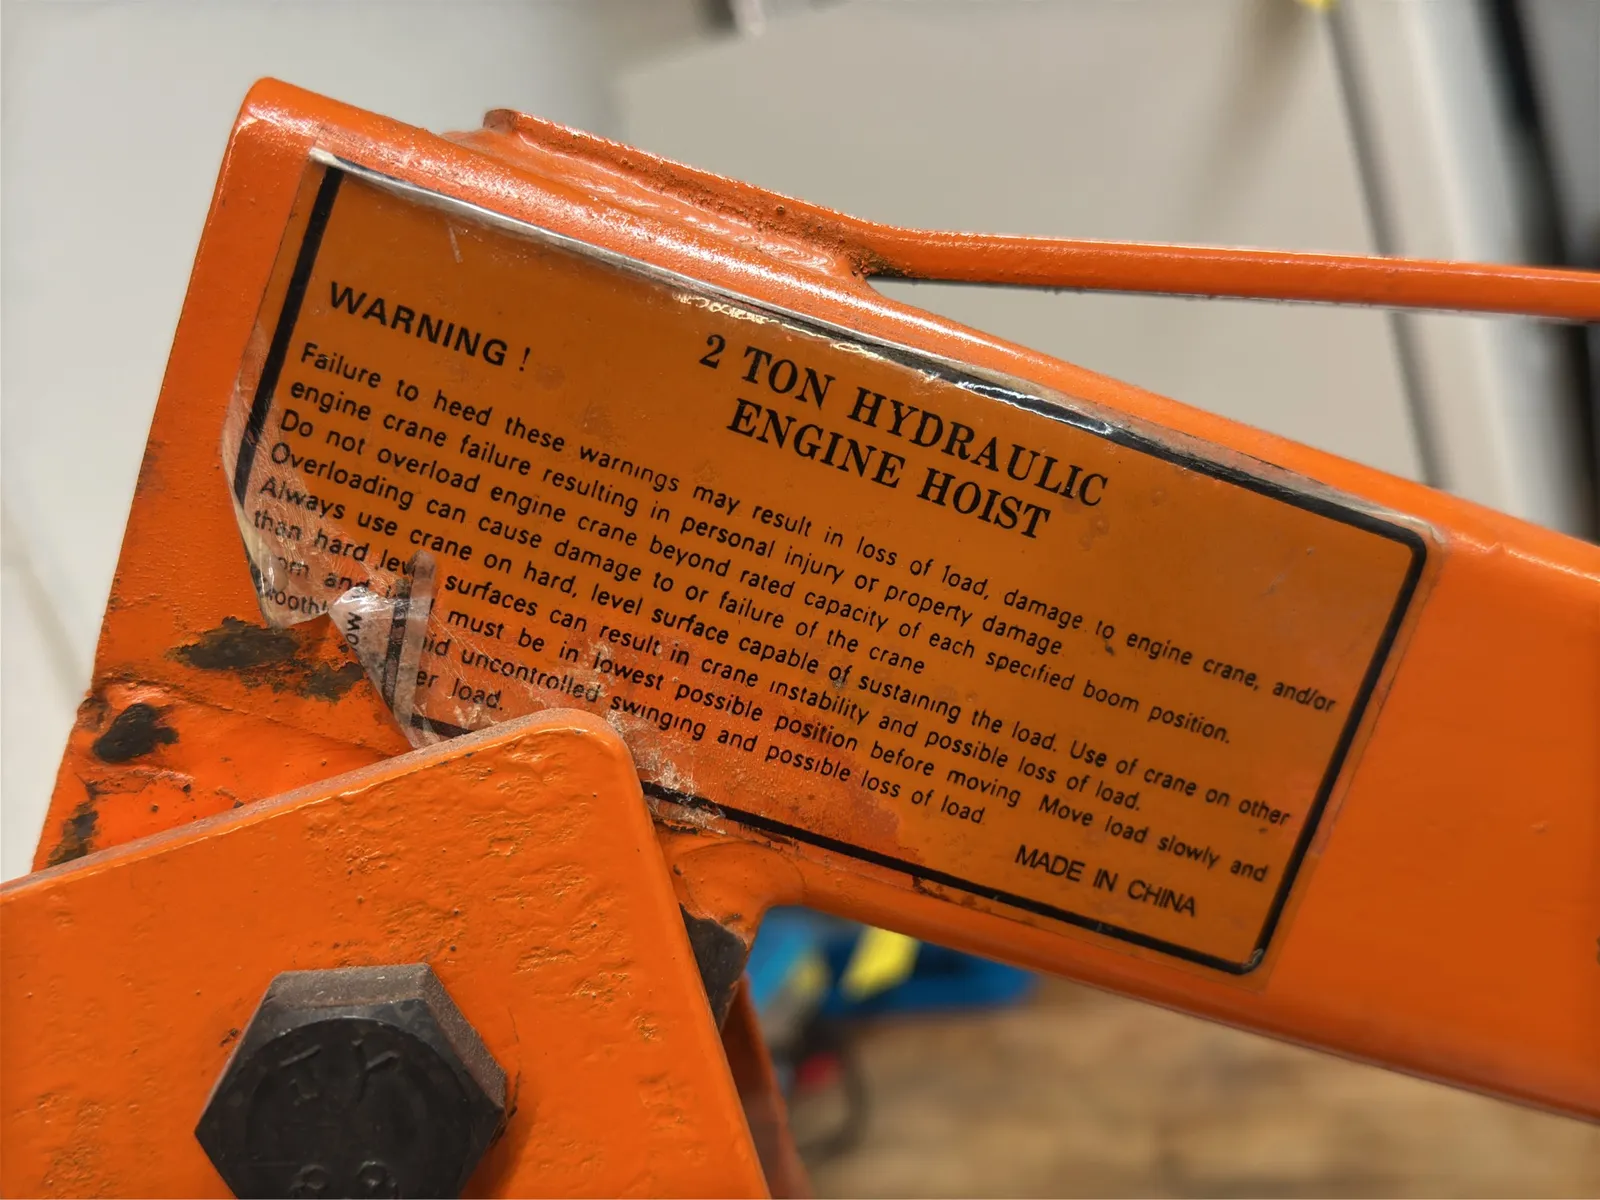 WARNING!
2 TON HYDRAULIC
ENGINE HOIST
Failure to heed these warnings may result in loss of load, damage to engine crane, and/or
engine crane failure resulting in personal injury or property damage.
Do not overload engine crane beyond rated capacity of each specified boom position.
Overloading can cause damage to or failure of the crane
Always use crane on hard, level surface capable of sustaining the load. Use of crane on other
than hard level surfaces can result in crane instability and possible loss of load.
and must be in lowest possible position before moving Move load slowly and
uncontrolled swinging and possible loss of load
load.
MADE IN CHINA